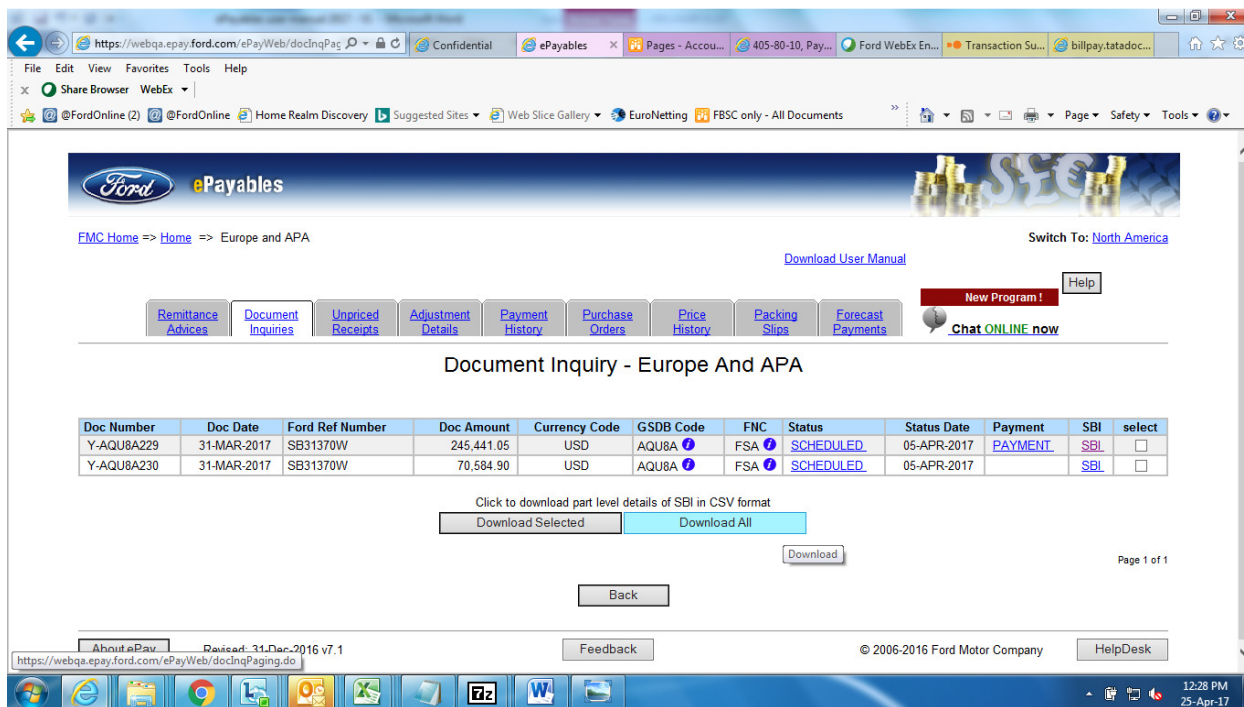 https://webqa.epay.ford.com/ePayWeb/docInqPag
Confidential
ePayables
Pages - Accou...
405-80-10, Pay...
Ford WebEx En...
Transaction Su...
billpay.tatadoc...
File Edit View Favorites Tools Help
x Share Browser WebEx
@FordOnline (2) @FordOnline Home Realm Discovery Suggested Sites Web Slice Gallery EuroNetting FBSC only - All Documents » Page Safety Tools
Ford ePayables
FMC Home => Home => Europe and APA Switch To: North America
Download User Manual
Help
New Program !
Chat ONLINE now
Remittance Advices
Document Inquiries
Unpriced Receipts
Adjustment Details
Payment History
Purchase Orders
Price History
Packing Slips
Forecast Payments
Document Inquiry - Europe And APA
Doc Number Doc Date Ford Ref Number Doc Amount Currency Code GSDB Code FNC Status Status Date Payment SBI select
Y-AQU8A229 31-MAR-2017 SB31370W 245,441.05 USD AQU8A i FSA i SCHEDULED 05-APR-2017 PAYMENT SBI
Y-AQU8A230 31-MAR-2017 SB31370W 70,584.90 USD AQU8A i FSA i SCHEDULED 05-APR-2017 SBI
Click to download part level details of SBI in CSV format
Download Selected Download All
Download
Page 1 of 1
Back
About ePay Revised: 31-Dec-2016 v7.1 Feedback © 2006-2016 Ford Motor Company HelpDesk
https://webqa.epay.ford.com/ePayWeb/docInqPaging.do
12:28 PM
25-Apr-17